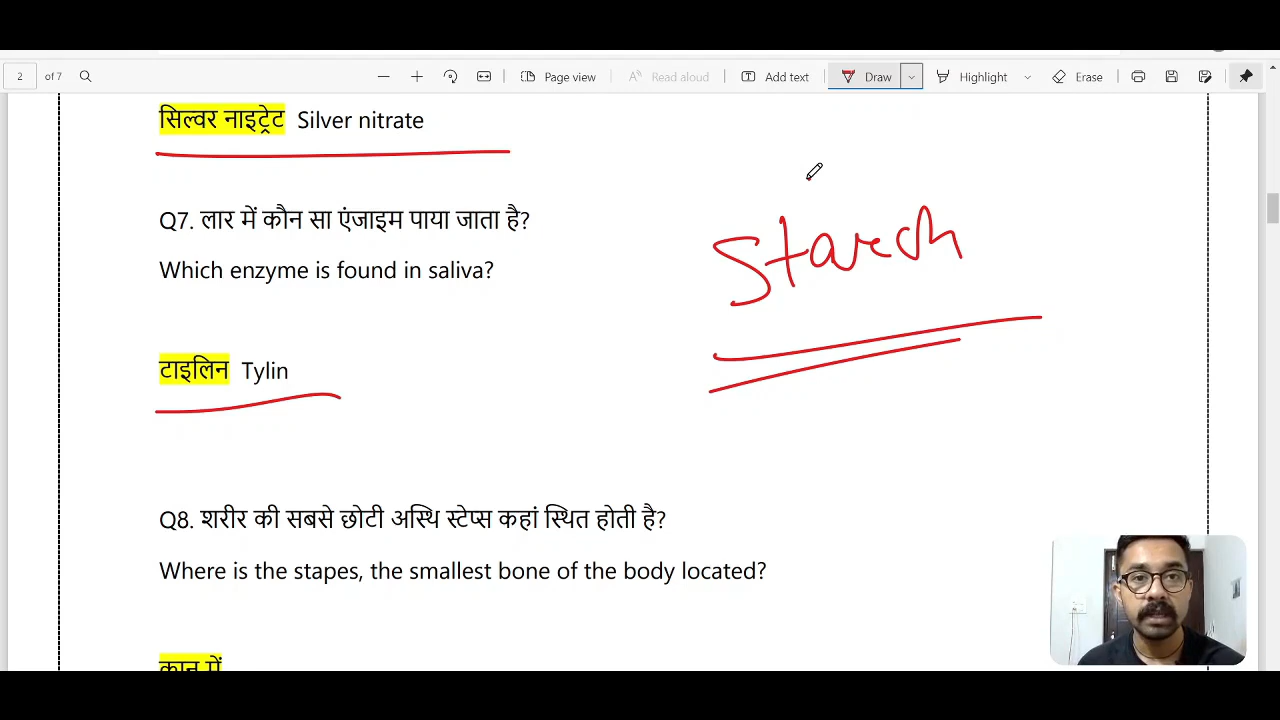 2 of 7 Page view Read aloud Add text Draw Highlight Erase
सिल्वर नाइट्रेट Silver nitrate
Q7. लार में कौन सा एंजाइम पाया जाता है?
Which enzyme is found in saliva?
Starch
टाइलिन Tylin
Q8. शरीर की सबसे छोटी अस्थि स्टेप्स कहां स्थित होती है?
Where is the stapes, the smallest bone of the body located?
कान में